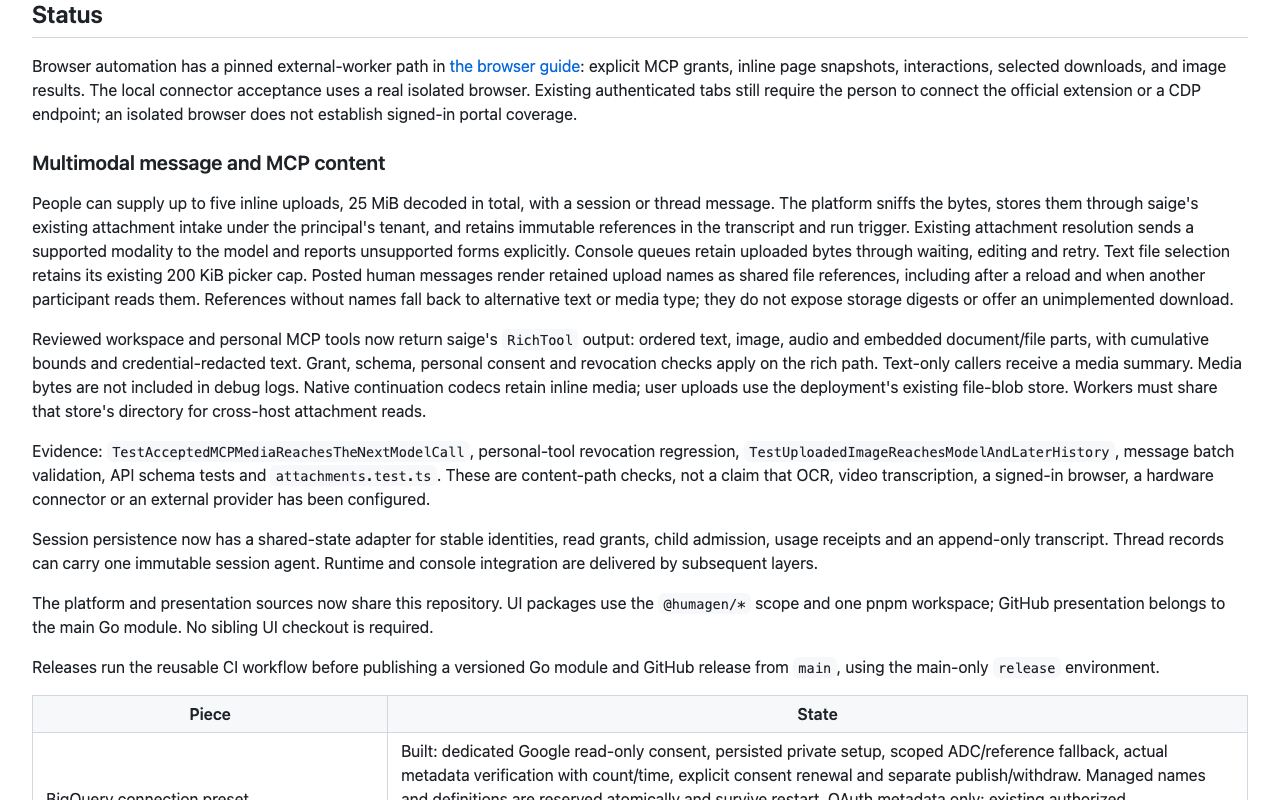 Status
Browser automation has a pinned external-worker path in the browser guide: explicit MCP grants, inline page snapshots, interactions, selected downloads, and image
results. The local connector acceptance uses a real isolated browser. Existing authenticated tabs still require the person to connect the official extension or a CDP
endpoint; an isolated browser does not establish signed-in portal coverage.
Multimodal message and MCP content
People can supply up to five inline uploads, 25 MiB decoded in total, with a session or thread message. The platform sniffs the bytes, stores them through saige's
existing attachment intake under the principal's tenant, and retains immutable references in the transcript and run trigger. Existing attachment resolution sends a
supported modality to the model and reports unsupported forms explicitly. Console queues retain uploaded bytes through waiting, editing and retry. Text file selection
retains its existing 200 KiB picker cap. Posted human messages render retained upload names as shared file references, including after a reload and when another
participant reads them. References without names fall back to alternative text or media type; they do not expose storage digests or offer an unimplemented download.
Reviewed workspace and personal MCP tools now return saige's RichTool output: ordered text, image, audio and embedded document/file parts, with cumulative
bounds and credential-redacted text. Grant, schema, personal consent and revocation checks apply on the rich path. Text-only callers receive a media summary. Media
bytes are not included in debug logs. Native continuation codecs retain inline media; user uploads use the deployment's existing file-blob store. Workers must share
that store's directory for cross-host attachment reads.
Evidence: TestAcceptedMCPMediaReachesTheNextModelCall, personal-tool revocation regression, TestUploadedImageReachesModelAndLaterHistory, message batch
validation, API schema tests and attachments.test.ts. These are content-path checks, not a claim that OCR, video transcription, a signed-in browser, a hardware
connector or an external provider has been configured.
Session persistence now has a shared-state adapter for stable identities, read grants, child admission, usage receipts and an append-only transcript. Thread records
can carry one immutable session agent. Runtime and console integration are delivered by subsequent layers.
The platform and presentation sources now share this repository. UI packages use the @humagen/* scope and one pnpm workspace; GitHub presentation belongs to
the main Go module. No sibling UI checkout is required.
Releases run the reusable CI workflow before publishing a versioned Go module and GitHub release from main, using the main-only release environment.
Piece State
Built: dedicated Google read-only consent, persisted private setup, scoped ADC/reference fallback, actual
metadata verification with count/time, explicit consent renewal and separate publish/withdraw. Managed names
BigQuery connection preset
and definitions are reserved atomically and survive restart. OAuth metadata only; existing authorized